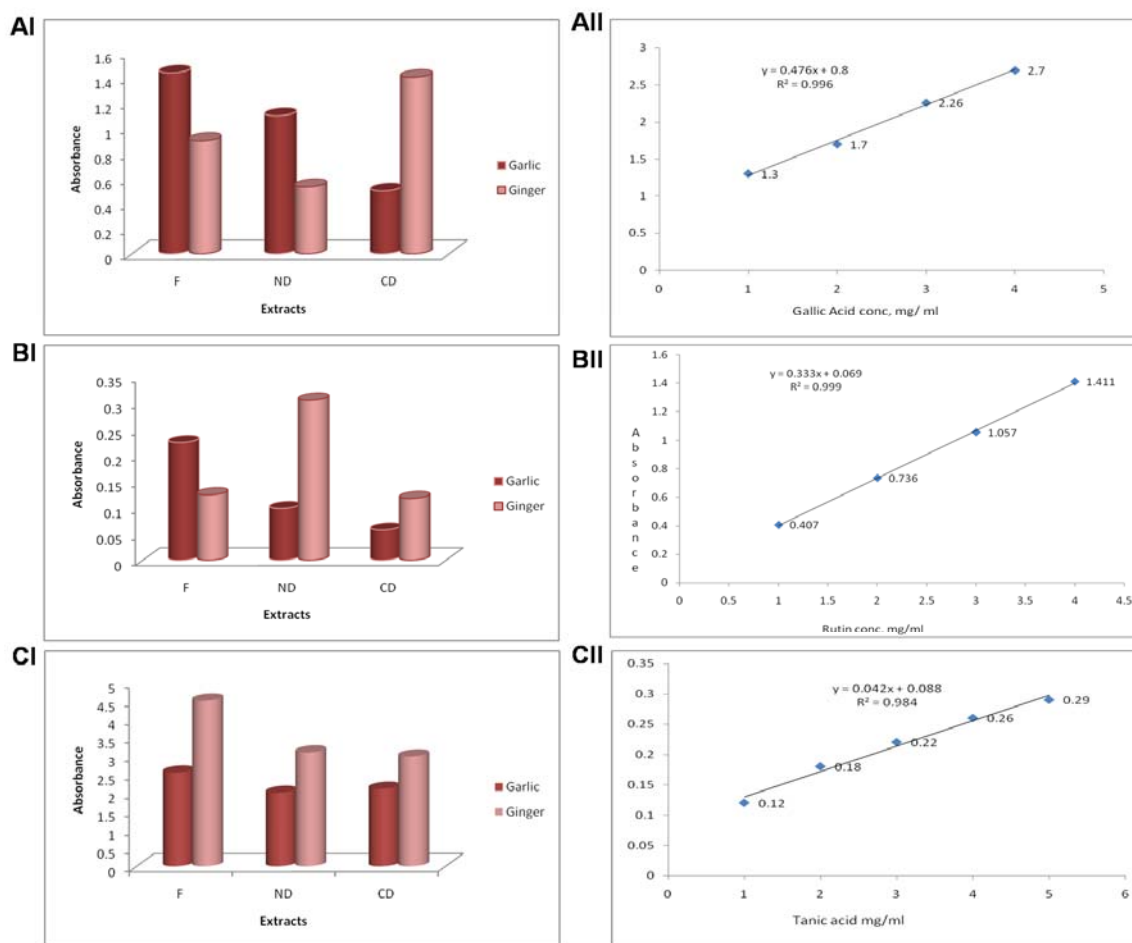 AI
1.6
1.4
1.2
1
0.8
0.6
0.4
0.2
0
Absorbance
F ND CD
Extracts
Garlic
Ginger
AII
3
2.5
2
1.5
1
0.5
0
y = 0.476x + 0.8
R² = 0.996
1.3
1.7
2.26
2.7
0 1 2 3 4 5
Gallic Acid conc, mg/ ml
BI
0.35
0.3
0.25
0.2
0.15
0.1
0.05
0
Absorbance
F ND CD
Extracts
Garlic
Ginger
BII
1.6
1.4
1.2
1
0.8
0.6
0.4
0.2
0
Absorbance
y = 0.333x + 0.069
R² = 0.999
0.407
0.736
1.057
1.411
0 0.5 1 1.5 2 2.5 3 3.5 4 4.5
Rutin conc, mg/ml
CI
5
4.5
4
3.5
3
2.5
2
1.5
1
0.5
0
Absorbance
F ND CD
Extracts
Garlic
Ginger
CII
0.35
0.3
0.25
0.2
0.15
0.1
0.05
0
y = 0.042x + 0.088
R² = 0.984
0.12
0.18
0.22
0.26
0.29
0 1 2 3 4 5 6
Tanic acid mg/ml